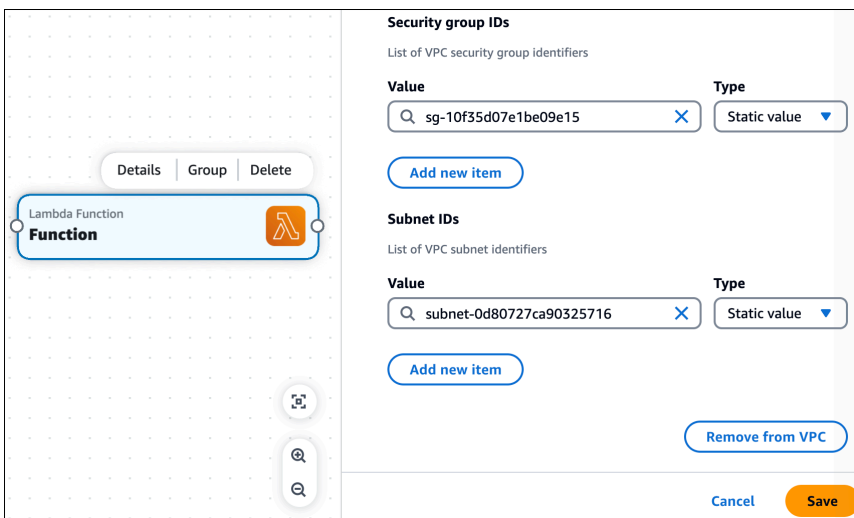 Security group IDs
List of VPC security group identifiers
Value
Type
sg-10f35d07e1be09e15
Static value
Add new item
Details
Group
Delete
Lambda Function
Function
Subnet IDs
List of VPC subnet identifiers
Value
Type
subnet-0d80727ca90325716
Static value
Add new item
Remove from VPC
Cancel
Save